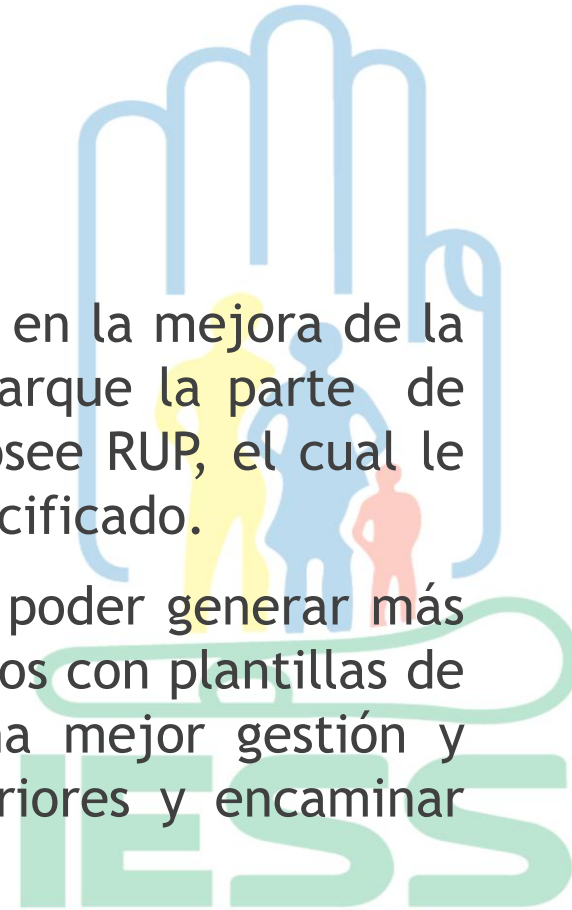 en la mejora de la
arque la parte de
osee RUP, el cual le
cificado.
poder generar más
os con plantillas de
na mejor gestión y
riores y encaminar
IESS